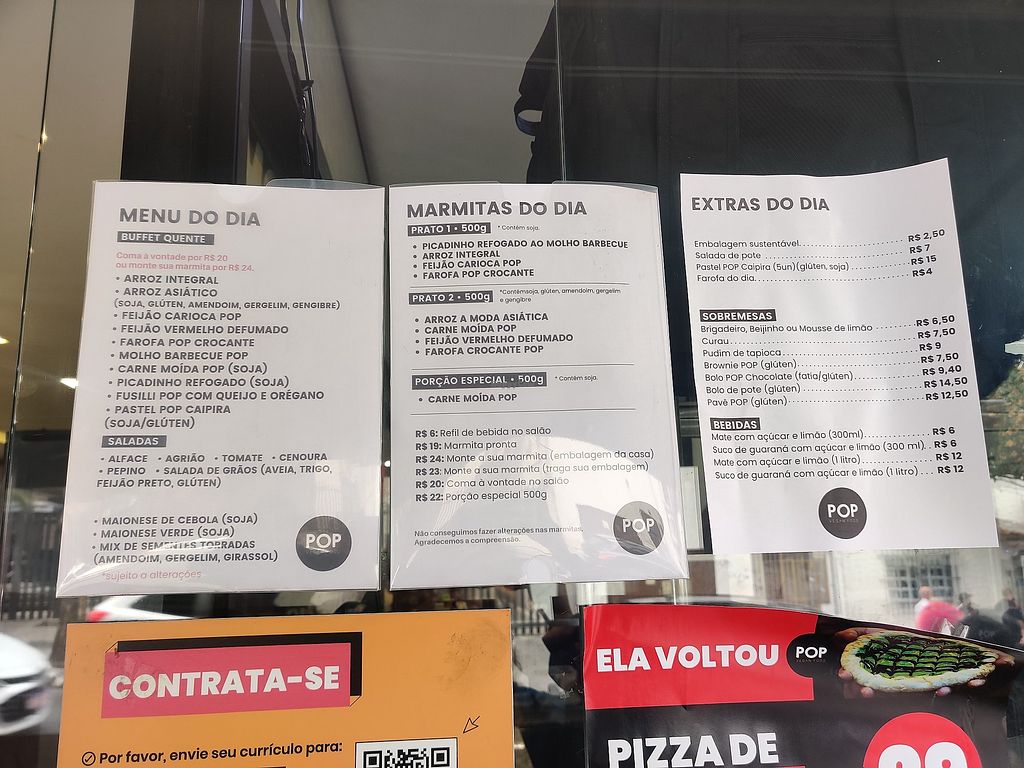 MENU DO DIA
BUFFET QUENTE
Coma à vontade por R$ 20
ou monte sua marmita por R$ 24.
• ARROZ INTEGRAL
• ARROZ ASIÁTICO
(SOJA, GLÚTEN, AMENDOIM, GERGELIM, GENGIBRE)
• FEIJÃO CARIOCA POP
• FEIJÃO VERMELHO DEFUMADO
• FAROFA POP CROCANTE
• MOLHO BARBECUE POP
• CARNE MOÍDA POP (SOJA)
• PICADINHO REFOGADO (SOJA)
• FUSILLI POP COM QUEIJO E ORÉGANO
• PASTEL POP CAIPIRA
(SOJA/GLÚTEN)
SALADAS
• ALFACE • AGRIÃO • TOMATE • CENOURA
• PEPINO • SALADA DE GRÃOS (AVEIA, TRIGO,
FEIJÃO PRETO, GLÚTEN)
• MAIONESE DE CEBOLA (SOJA)
• MAIONESE VERDE (SOJA)
• MIX DE SEMENTES TORRADAS
(AMENDOIM, GERGELIM, GIRASSOL)
*sujeito a alterações
POP
MARMITAS DO DIA
PRATO 1 • 500g * Contém soja.
• PICADINHO REFOGADO AO MOLHO BARBECUE
• ARROZ INTEGRAL
• FEIJÃO CARIOCA POP
• FAROFA POP CROCANTE
PRATO 2 • 500g *Contémsoja, glúten, amendoim, gergelim
e gengibre
• ARROZ A MODA ASIÁTICA
• CARNE MOÍDA POP
• FEIJÃO VERMELHO DEFUMADO
• FAROFA CROCANTE POP
PORÇÃO ESPECIAL • 500g * Contém soja.
• CARNE MOÍDA POP
R$ 6: Refil de bebida no salão
R$ 19: Marmita pronta
R$ 24: Monte a sua marmita (embalagem da casa)
R$ 23: Monte a sua marmita (traga sua embalagem)
R$ 20: Coma à vontade no salão
R$ 22: Porção especial 500g
Não conseguimos fazer alterações nas marmitas.
Agradecemos a compreensão.
POP
EXTRAS DO DIA
Embalagem sustentável R$ 2,50
Salada de pote R$ 7
Pastel POP Caipira (5un)(glúten, soja) R$ 15
Farofa do dia R$4
SOBREMESAS
Brigadeiro, Beijinho ou Mousse de limão R$ 6,50
Curau R$ 7,50
Pudim de tapioca R$ 9
Brownie POP (glúten) R$ 7,50
Bolo POP Chocolate (fatia/glúten) R$ 9,40
Bolo de pote (glúten) R$ 14,50
Pavê POP (glúten) R$ 12,50
BEBIDAS
Mate com açúcar e limão (300ml) R$ 6
Suco de guaraná com açúcar e limão (300 ml) R$ 6
Mate com açúcar e limão (1 litro) R$ 12
Suco de guaraná com açúcar e limão (1 litro) R$ 12
POP
VEGAN FOOD
CONTRATA-SE
Por favor, envie seu currículo para:
ELA VOLTOU
POP
VEGAN FOOD
PIZZA DE